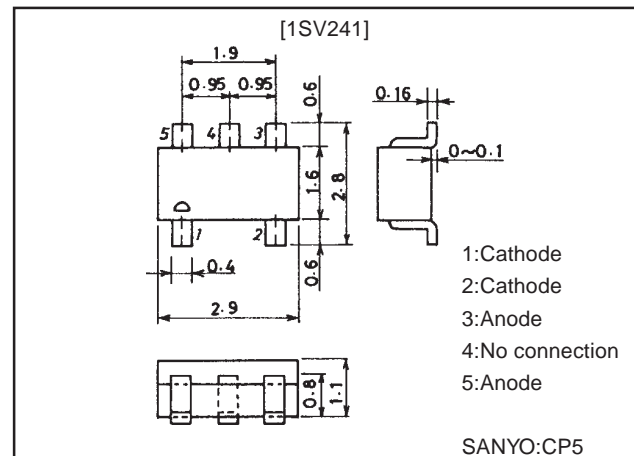 [1SV241]
1.9
0.95 0.95
0.6
0.16
5 4 3
0~0.1
1.6
2.8
1 2
0.6
0.4
2.9
1:Cathode
2:Cathode
3:Anode
4:No connection
5:Anode
0.8
1.1
SANYO:CP5